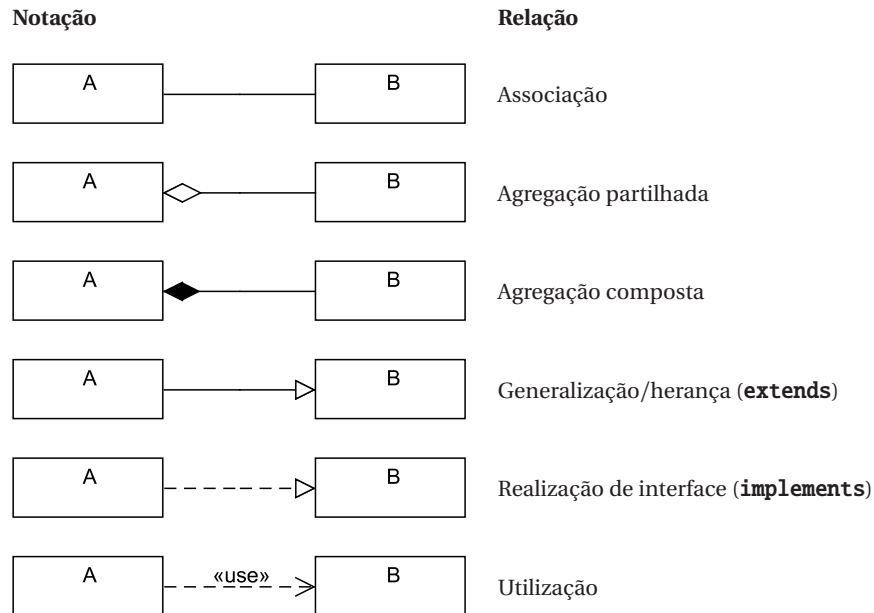 Notação Relação
A B Associação
A B Agregação partilhada
A B Agregação composta
A B Generalização/herança (extends)
A B Realização de interface (implements)
A «use» B Utilização